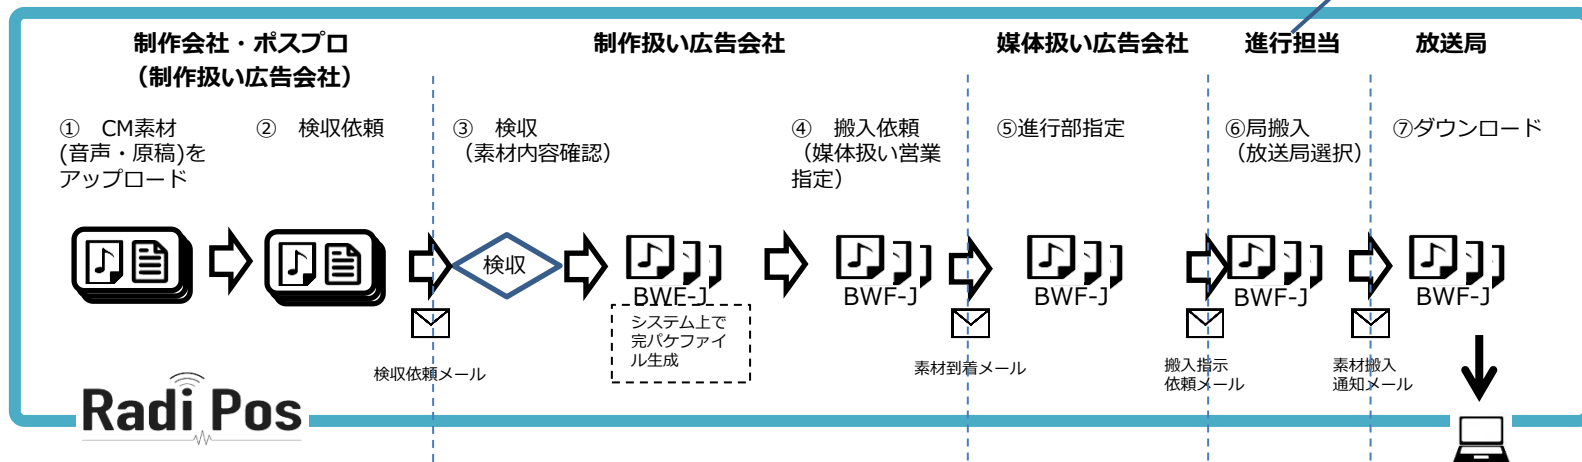 制作会社・ポスプロ
（制作扱い広告会社）
制作扱い広告会社
媒体扱い広告会社
進行担当
放送局
①　CM素材
(音声・原稿)を
アップロード
②　検収依頼
③　検収
（素材内容確認）
④　搬入依頼
（媒体扱い営業
指定）
⑤進行部指定
⑥局搬入
（放送局選択）
⑦ダウンロード
検収
BWF-J
BWF-J
BWF-J
BWF-J
BWF-J
システム上で
完パケファイ
ル生成
検収依頼メール
素材到着メール
搬入指示
依頼メール
素材搬入
通知メール
Radi Pos